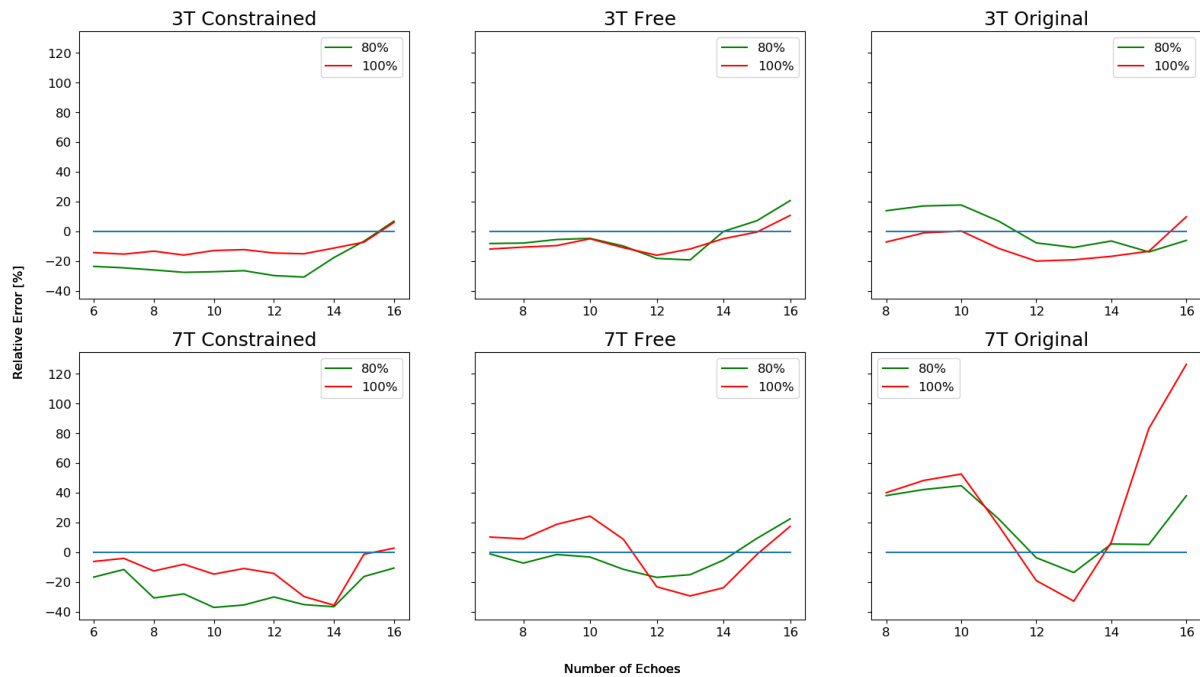 3T Constrained
3T Free
3T Original
80%
100%
80%
100%
80%
100%
120
100
80
60
40
20
0
−20
−40
6 8 10 12 14 16
8 10 12 14 16
8 10 12 14 16
Relative Error [%]
7T Constrained
7T Free
7T Original
80%
100%
80%
100%
80%
100%
120
100
80
60
40
20
0
−20
−40
6 8 10 12 14 16
8 10 12 14 16
8 10 12 14 16
Number of Echoes